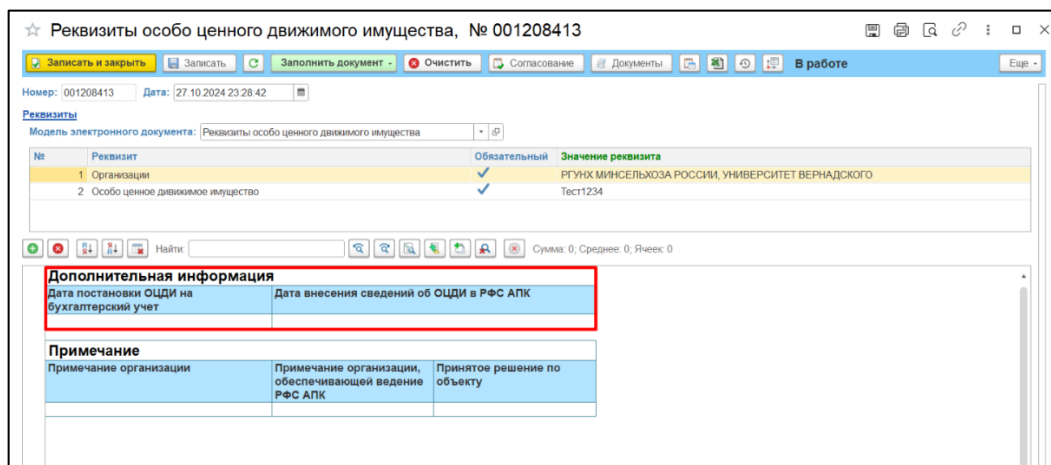 Реквизиты особо ценного движимого имущества, № 001208413
Записать и закрыть Записать Заполнить документ Очистить Согласование Документы В работе Еще
Номер: 001208413 Дата: 27.10.2024 23:28:42
Реквизиты
Модель электронного документа: Реквизиты особо ценного движимого имущества
№ Реквизит Обязательный Значение реквизита
1 Организации РГУНХ МИНСЕЛЬХОЗА РОССИИ, УНИВЕРСИТЕТ ВЕРНАДСКОГО
2 Особо ценное дивижимое имущество Тест1234
Найти: Сумма: 0; Среднее: 0; Ячеек: 0
Дополнительная информация
Дата постановки ОЦДИ на Дата внесения сведений об ОЦДИ в РФС АПК
бухгалтерский учет
Примечание
Примечание организации Примечание организации, Принятое решение по
обеспечивающей ведение объекту
РФС АПК